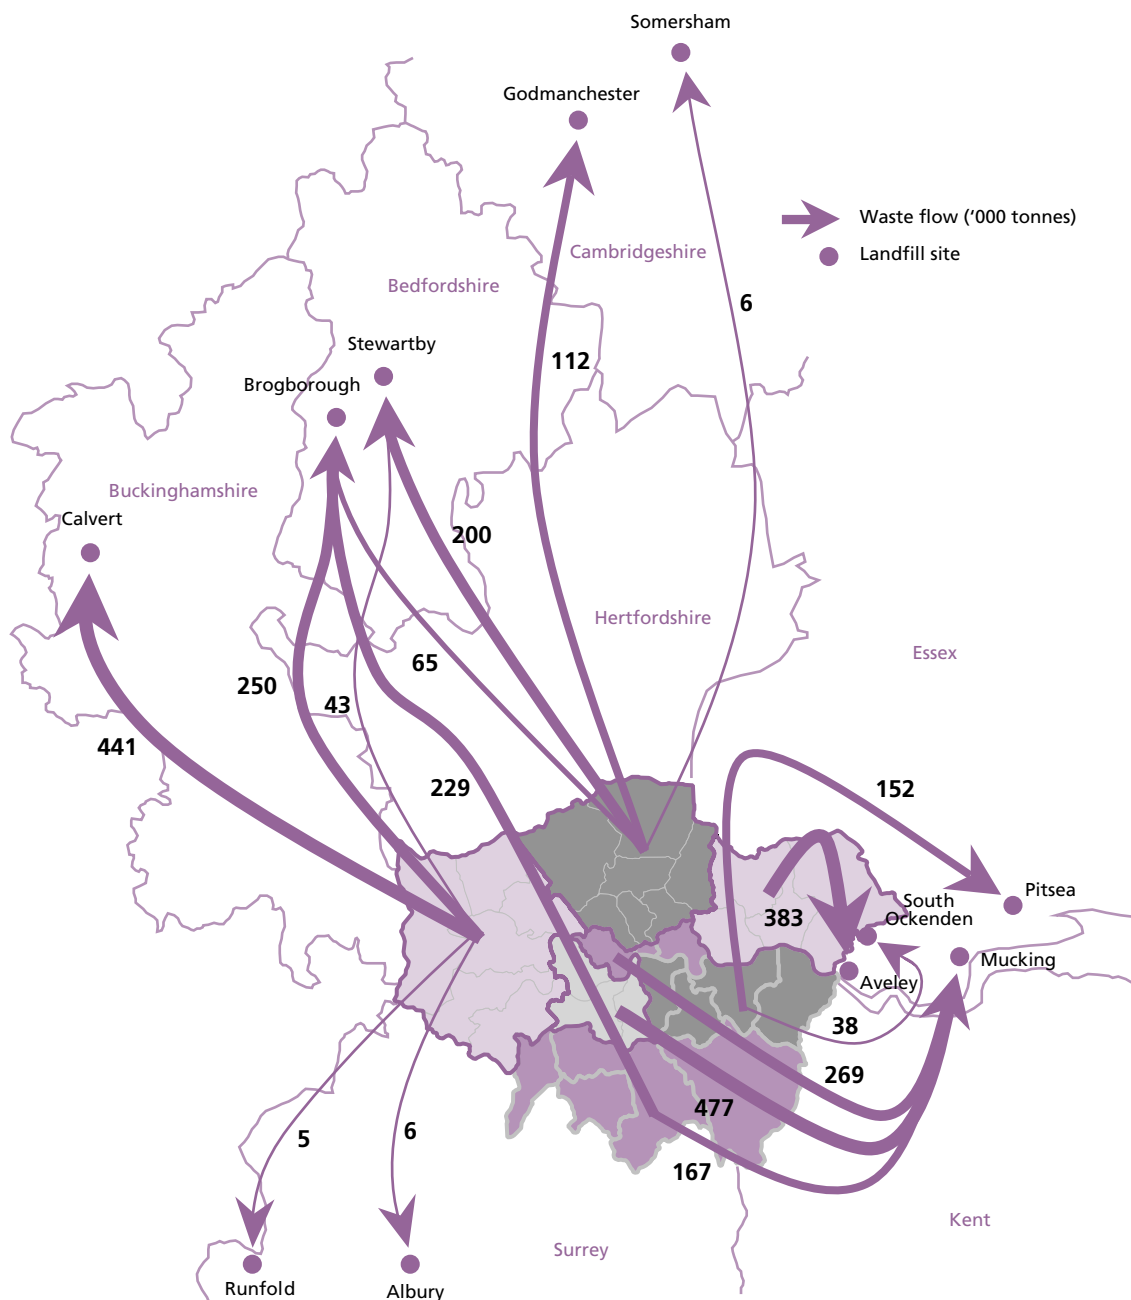 Somersham
Godmanchester
Waste flow ('000 tonnes)
Landfill site
Cambridgeshire
Bedfordshire
6
Stewartby
112
Brogborough
Buckinghamshire
Calvert
200
Hertfordshire
Essex
65
250
43
441
229
152
Pitsea
South
Ockenden
383
Mucking
Aveley
38
269
477
5
6
167
Kent
Surrey
Runfold
Albury